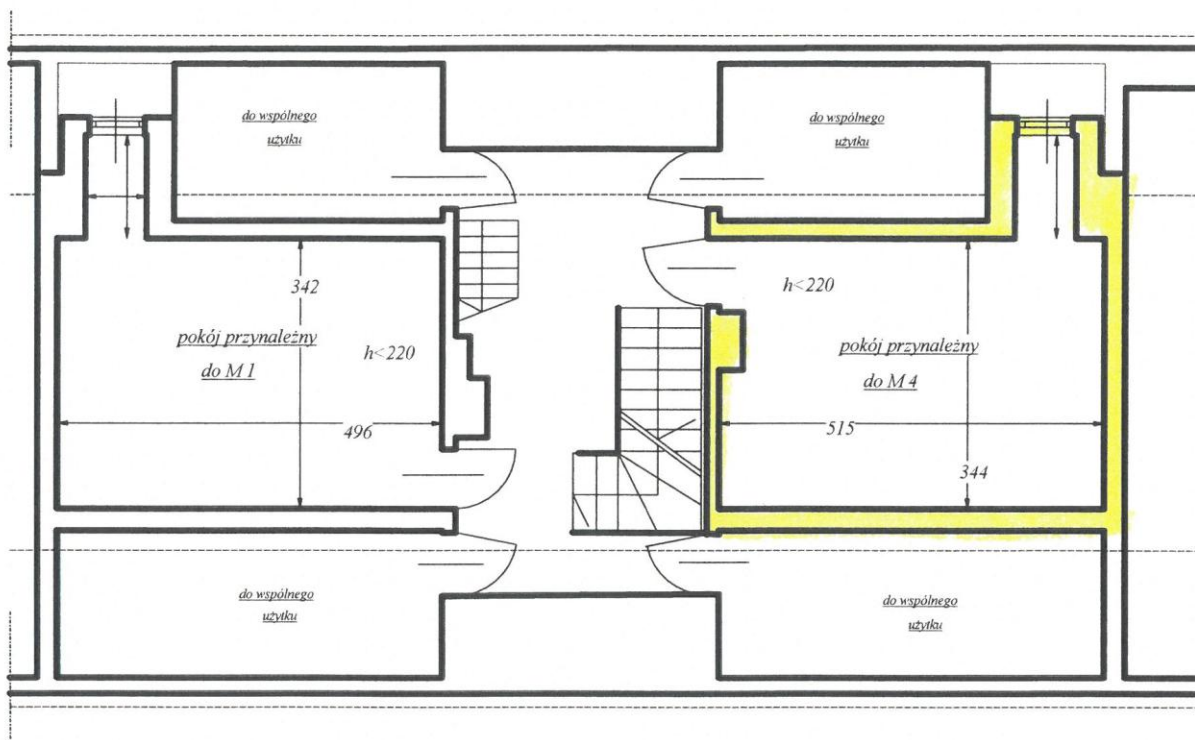 do wspólnego
użytku
do wspólnego
użytku
342
pokój przynależny
do M 1
h<220
496
h<220
pokój przynależny
do M 4
515
344
do wspólnego
użytku
do wspólnego
użytku